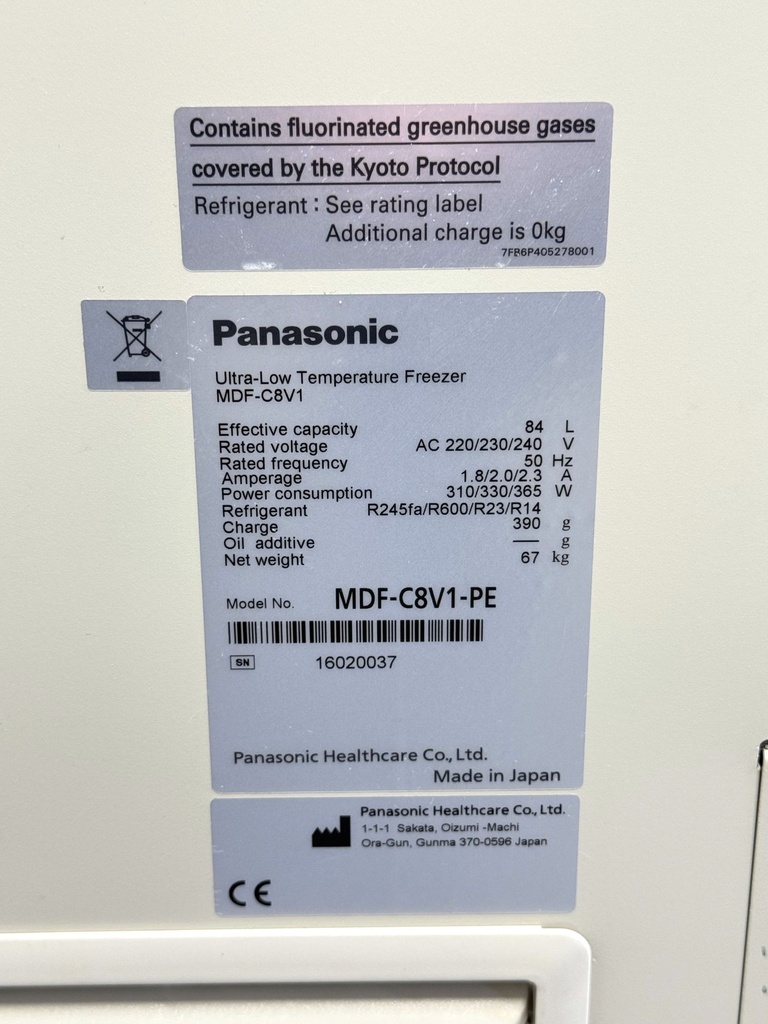 Contains fluorinated greenhouse gases
covered by the Kyoto Protocol
Refrigerant : See rating label
Additional charge is 0kg
7FB6P405278001
Panasonic
Ultra-Low Temperature Freezer
MDF-C8V1
Effective capacity 84 L
Rated voltage AC 220/230/240 V
Rated frequency 50 Hz
Amperage 1.8/2.0/2.3 A
Power consumption 310/330/365 W
Refrigerant R245fa/R600/R23/R14
Charge 390 g
Oil additive — g
Net weight 67 kg
Model No. MDF-C8V1-PE
SN 16020037
Panasonic Healthcare Co., Ltd.
Made in Japan
Panasonic Healthcare Co., Ltd.
1-1-1 Sakata, Oizumi -Machi
Ora-Gun, Gunma 370-0596 Japan
CE